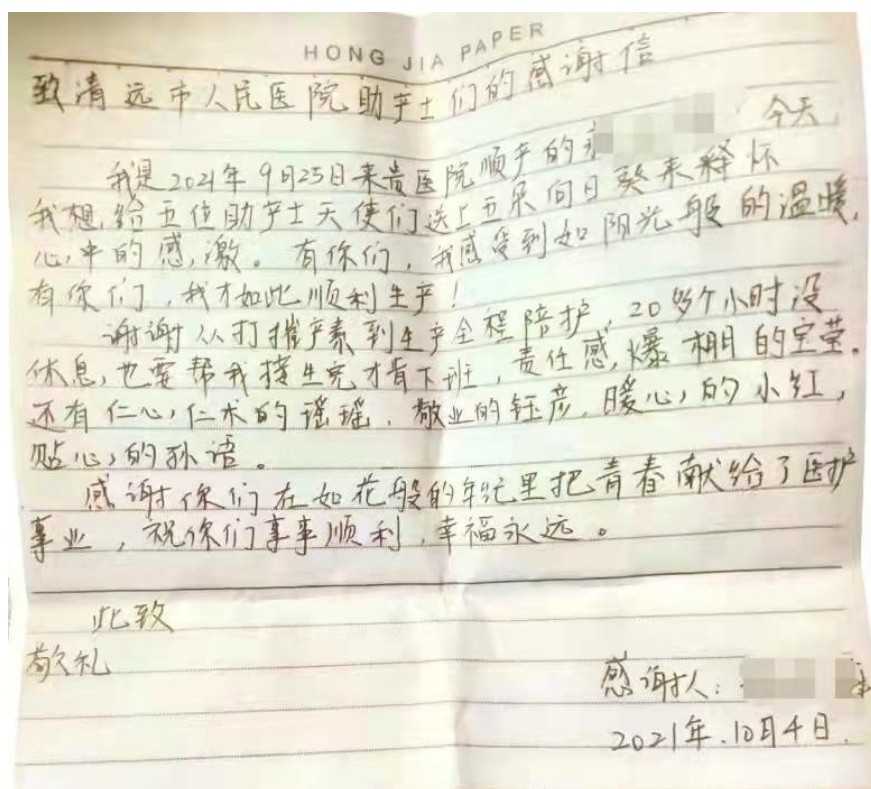 HONG JIA PAPER
致清远市人民医院助产士们的感谢信
我是2021年9月25日来贵医院顺产的 今天
我想,给五位助产士天使们送上五朵向日葵来释怀
心中的感激。有你们,我感受到如阳光般的温暖,
有你们,我才如此顺利生产!
谢谢从打催产素到生产全程陪护,20多个小时没
休息,也要帮我接生完才肯下班,责任感爆棚的宝莹。
还有仁心仁术的瑶瑶,敬业的钰彦,暖心的小红,
贴心的孙语。
感谢你们在如花般的年纪里把青春献给了医护
事业,祝你们事事顺利,幸福永远。
此致
敬礼
感谢人:
2021年.10月4日.